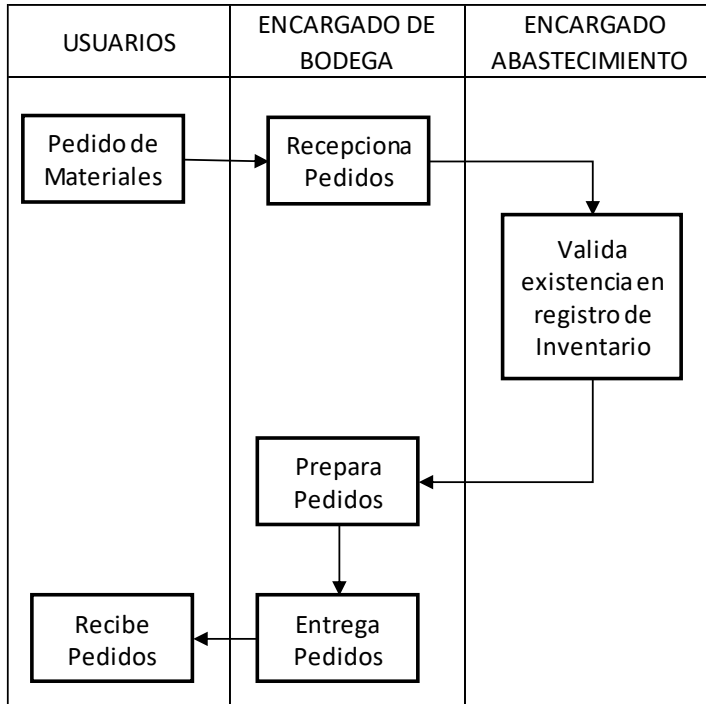 USUARIOS
ENCARGADO DE
BODEGA
ENCARGADO
ABASTECIMIENTO
Pedido de
Materiales
Recepciona
Pedidos
Valida
existencia en
registro de
Inventario
Prepara
Pedidos
Entrega
Pedidos
Recibe
Pedidos